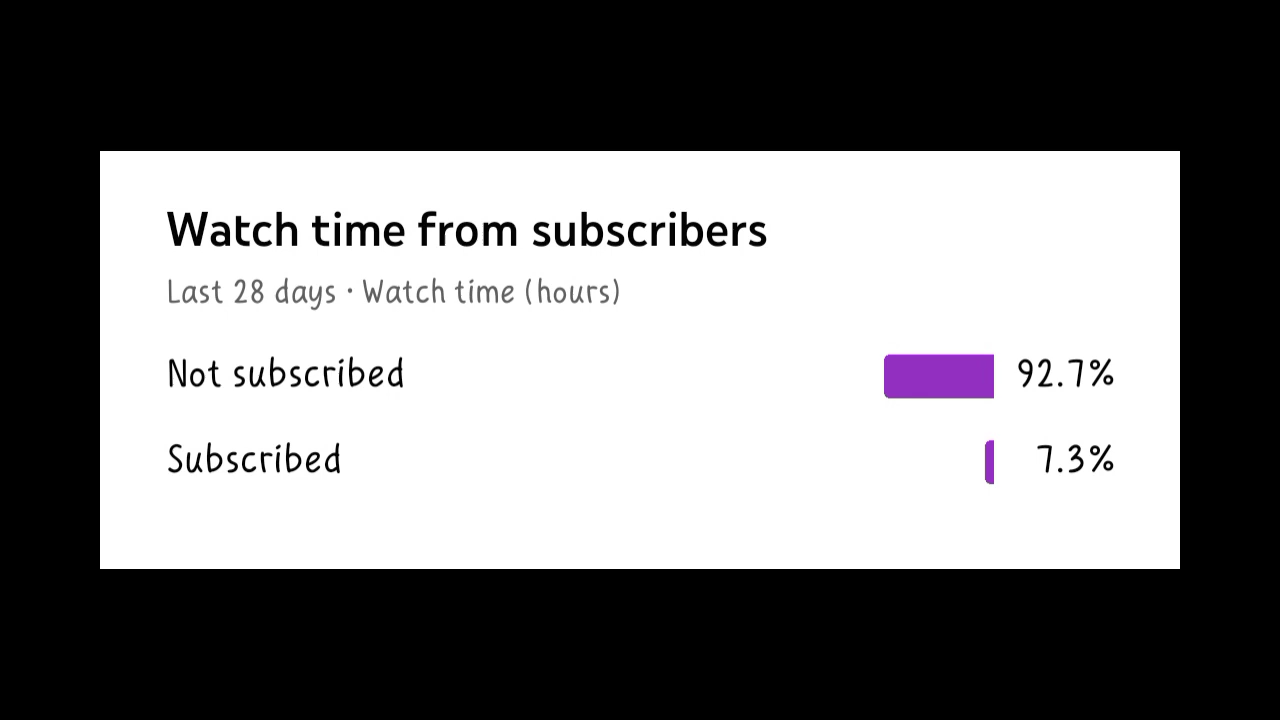 Watch time from subscribers
Last 28 days · Watch time (hours)
Not subscribed 92.7%
Subscribed 7.3%